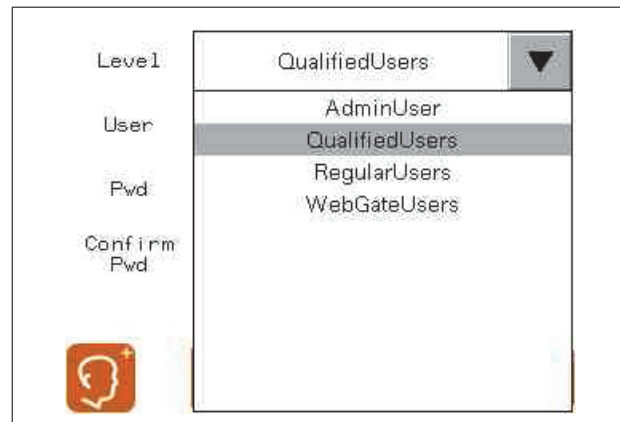 Level QualifiedUsers
AdminUser
User
QualifiedUsers
RegularUsers
Pwd
WebGateUsers
Confirm
Pwd